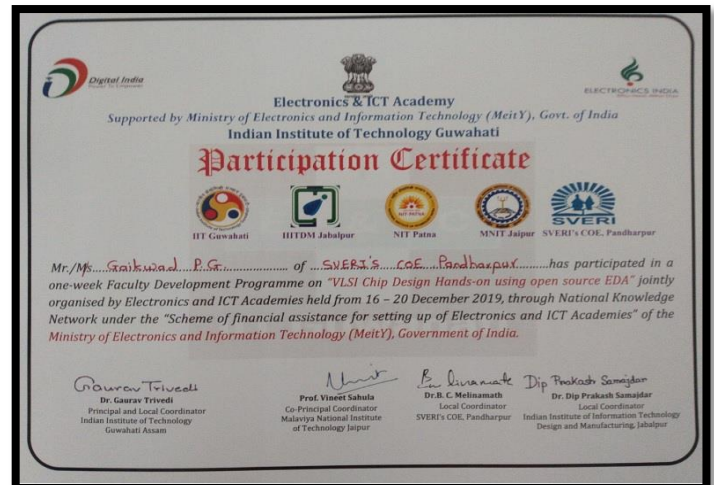 Digital India
Power To Empower
ELECTRONICS INDIA
Electronics & ICT Academy
Supported by Ministry of Electronics and Information Technology (MeitY), Govt. of India
Indian Institute of Technology Guwahati
Participation Certificate
IIT Guwahati
IIITDM Jabalpur
NIT PATNA
NIT Patna
MNIT Jaipur
SVERI
SVERI's COE, Pandharpur
Mr./Ms....Gaikwad P.G.................... of ....SVERI'S COE Pandharpur.........has participated in a
one-week Faculty Development Programme on "VLSI Chip Design Hands-on using open source EDA" jointly
organised by Electronics and ICT Academies held from 16 – 20 December 2019, through National Knowledge
Network under the "Scheme of financial assistance for setting up of Electronics and ICT Academies" of the
Ministry of Electronics and Information Technology (MeitY), Government of India.
Gaurav Trivedi
Dr. Gaurav Trivedi
Principal and Local Coordinator
Indian Institute of Technology
Guwahati Assam
Prof. Vineet Sahula
Co-Principal Coordinator
Malaviya National Institute
of Technology Jaipur
Dr.B. C. Melinamath
Local Coordinator
SVERI's COE, Pandharpur
Dip Prakash Samajdar
Dr. Dip Prakash Samajdar
Local Coordinator
Indian Institute of Information Technology
Design and Manufacturing, Jabalpur